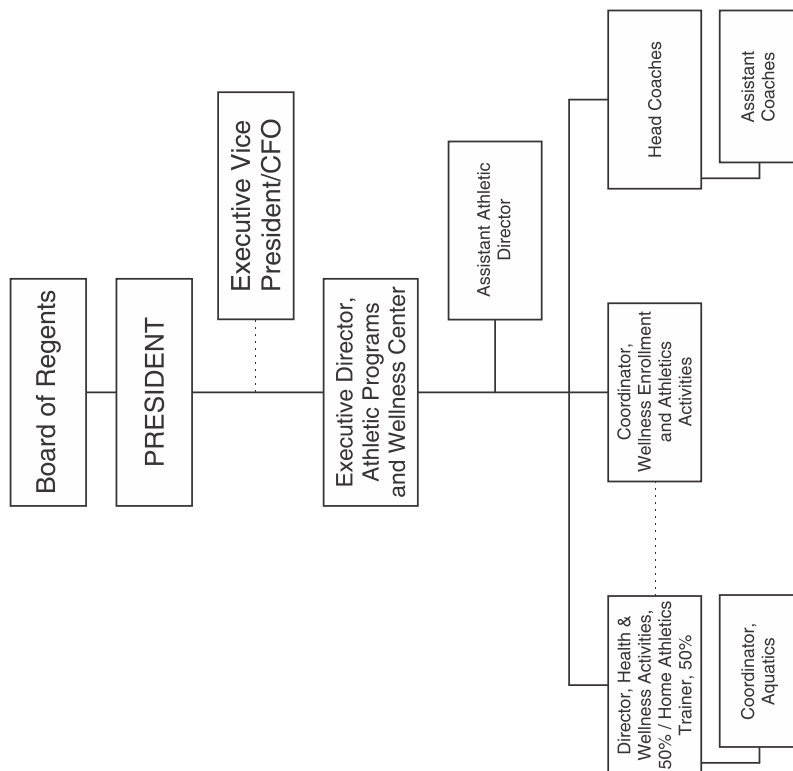 Board of Regents
PRESIDENT
Executive Vice
President/CFO
Executive Director,
Athletic Programs
and Wellness Center
Assistant Athletic
Director
Director, Health &
Wellness Activities,
50% / Home Athletics
Trainer, 50%
Coordinator,
Wellness Enrollment
and Athletics
Activities
Head Coaches
Coordinator,
Aquatics
Assistant
Coaches